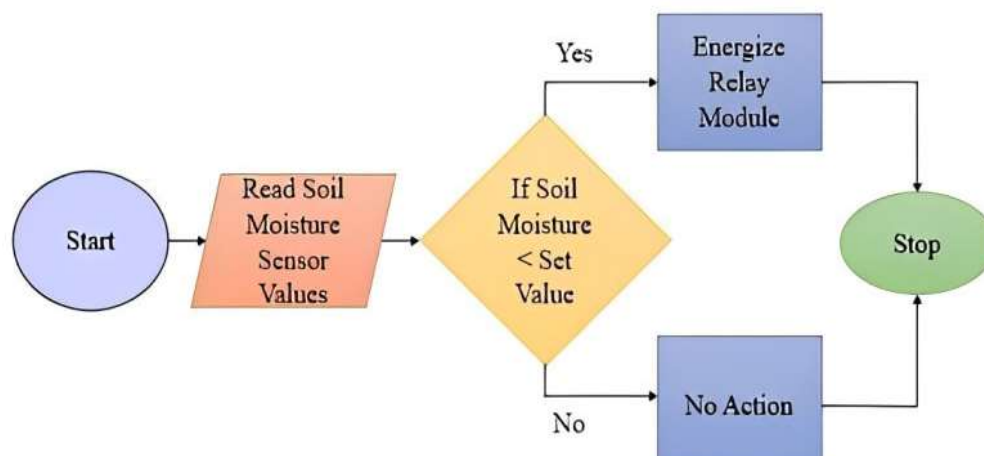 Start
Read Soil
Moisture
Sensor
Values
If Soil
Moisture
< Set
Value
Yes
Energize
Relay
Module
No
No Action
Stop